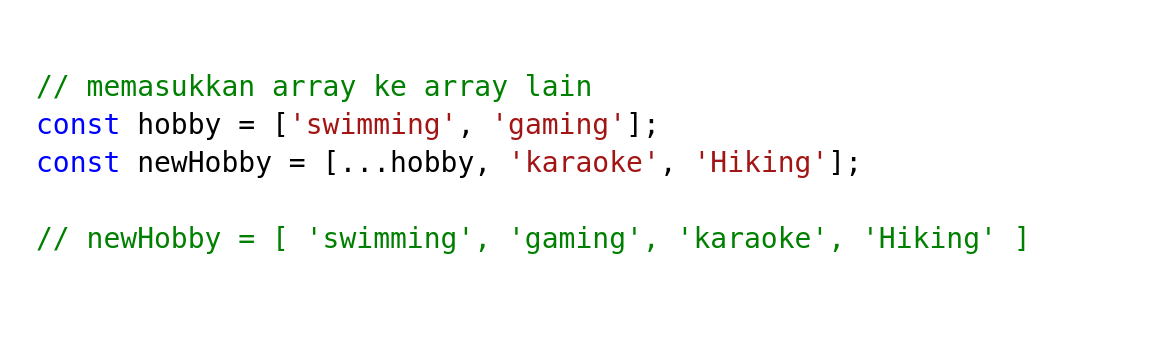 // memasukkan array ke array lain
const hobby = ['swimming', 'gaming'];
const newHobby = [...hobby, 'karaoke', 'Hiking'];
// newHobby = [ 'swimming', 'gaming', 'karaoke', 'Hiking' ]